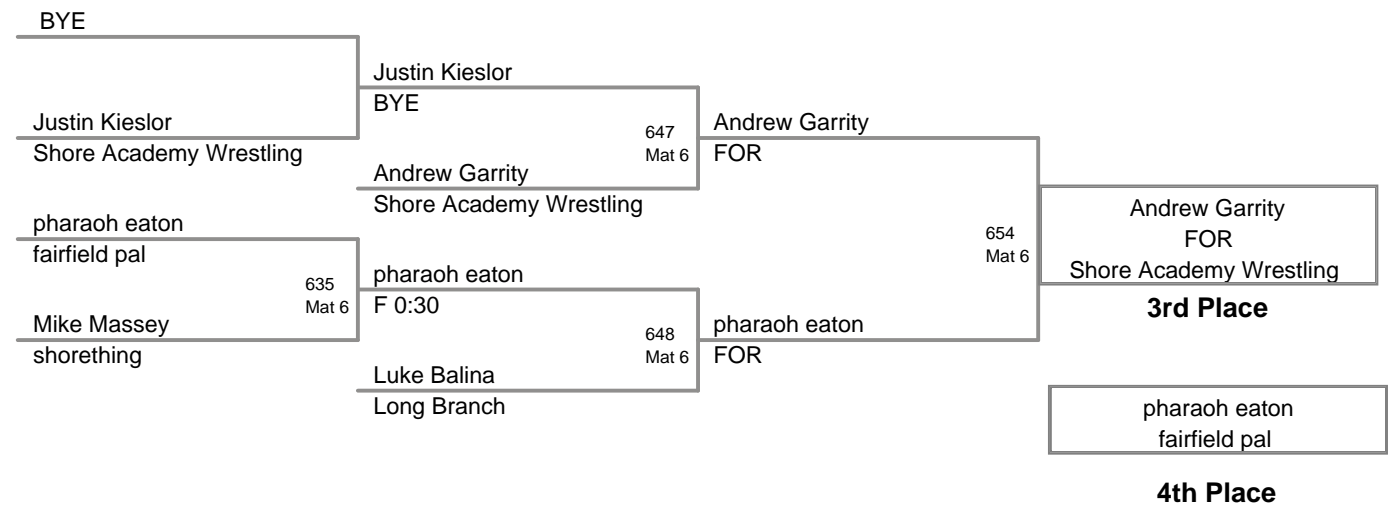 BYE
Justin Kieslor
BYE
Justin Kieslor
Shore Academy Wrestling
647
Mat 6
Andrew Garrity
FOR
Andrew Garrity
Shore Academy Wrestling
pharaoh eaton
fairfield pal
654
Mat 6
Andrew Garrity
FOR
Shore Academy Wrestling
3rd Place
635
Mat 6
pharaoh eaton
F 0:30
Mike Massey
shorething
648
Mat 6
pharaoh eaton
FOR
Luke Balina
Long Branch
pharaoh eaton
fairfield pal
4th Place